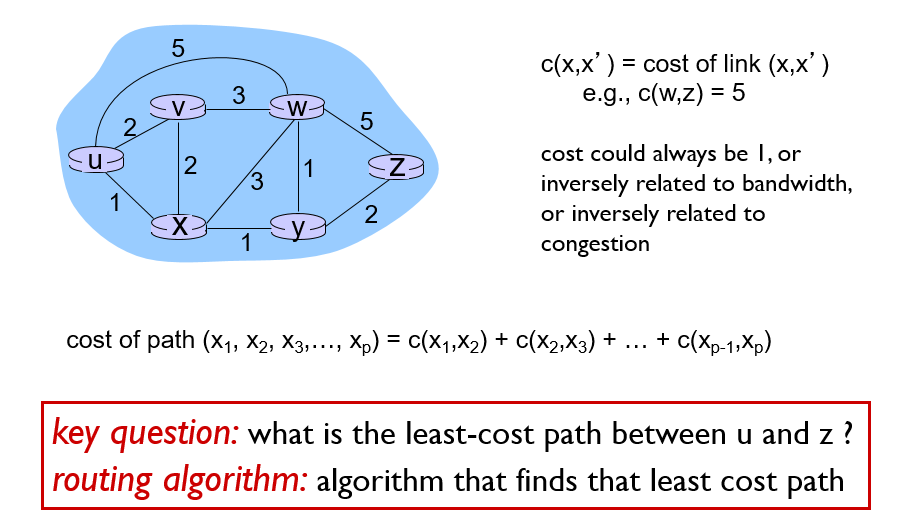 5
v
3
w
2
5
u
2
3
1
z
1
2
x
1
y
c(x,x’ ) = cost of link (x,x’ )
e.g., c(w,z) = 5
cost could always be 1, or
inversely related to bandwidth,
or inversely related to
congestion
cost of path (x₁, x₂, x₃,…, xₚ) = c(x₁,x₂) + c(x₂,x₃) + … + c(xₚ₋₁,xₚ)
key question: what is the least-cost path between u and z ?
routing algorithm: algorithm that finds that least cost path